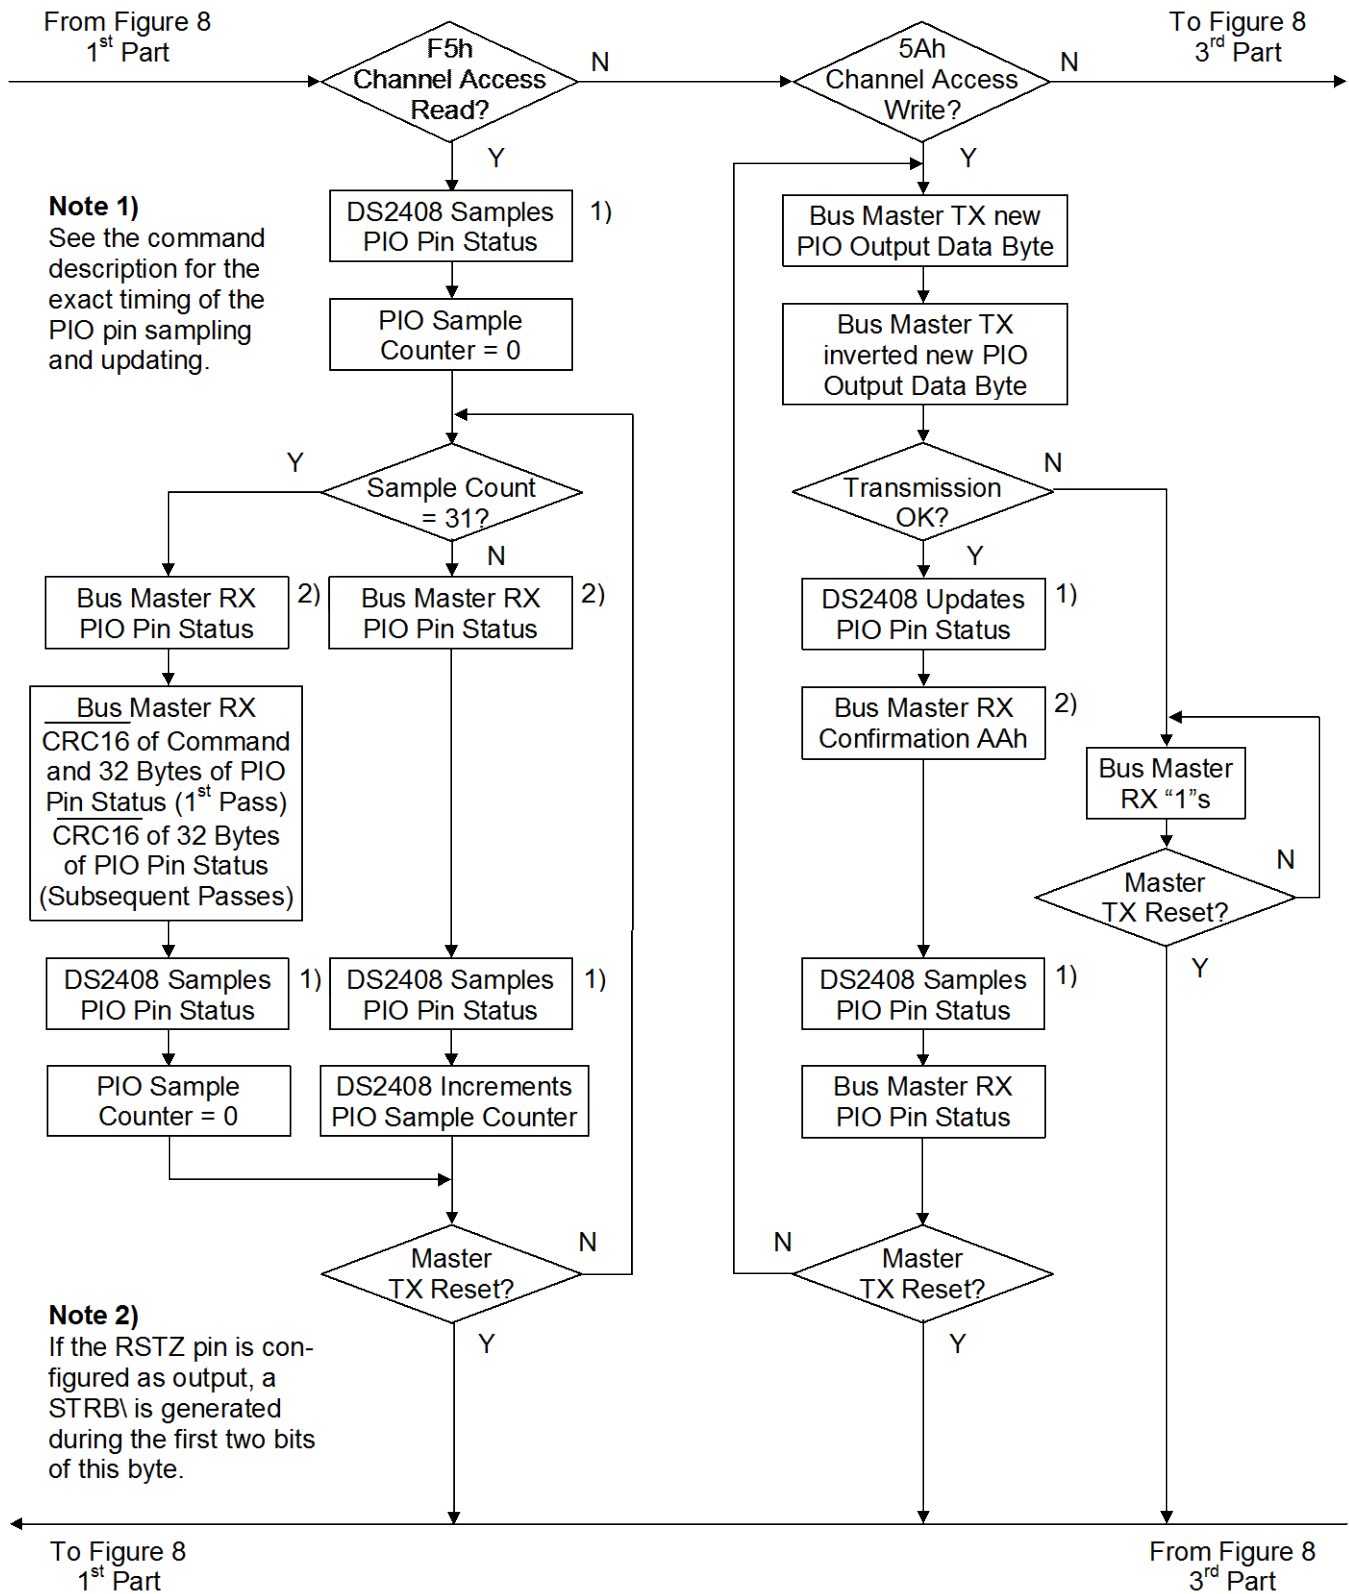 From Figure 8
1st Part
F5h
Channel Access
Read?
N
5Ah
Channel Access
Write?
N
To Figure 8
3rd Part
Y
Y
Note 1)
See the command
description for the
exact timing of the
PIO pin sampling
and updating.
DS2408 Samples
PIO Pin Status
1)
PIO Sample
Counter = 0
Bus Master TX new
PIO Output Data Byte
Bus Master TX
inverted new PIO
Output Data Byte
Y
Sample Count
= 31?
N
Transmission
OK?
N
Y
Bus Master RX
PIO Pin Status
2)
Bus Master RX
PIO Pin Status
2)
DS2408 Updates
PIO Pin Status
1)
Bus Master RX
CRC16 of Command
and 32 Bytes of PIO
Pin Status (1st Pass)
CRC16 of 32 Bytes
of PIO Pin Status
(Subsequent Passes)
Bus Master RX
Confirmation AAh
2)
Bus Master
RX “1”s
Master
TX Reset?
N
Y
DS2408 Samples
PIO Pin Status
1)
DS2408 Samples
PIO Pin Status
1)
DS2408 Samples
PIO Pin Status
1)
PIO Sample
Counter = 0
DS2408 Increments
PIO Sample Counter
Bus Master RX
PIO Pin Status
Master
TX Reset?
N
Y
N
Master
TX Reset?
Y
Note 2)
If the RSTZ pin is con-
figured as output, a
STRB\ is generated
during the first two bits
of this byte.
To Figure 8
1st Part
From Figure 8
3rd Part